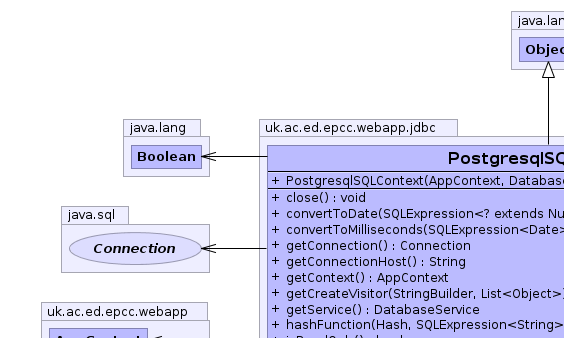 java.lan
Objec
java.lang
Boolean
uk.ac.ed.epcc.webapp.jdbc
PostgresqlSQ
+ PostgresqlSQLContext(AppContext, Database
+ close() : void
+ convertToDate(SQLExpression<? extends Nu
+ convertToMilliseconds(SQLExpression<Date>
+ getConnection() : Connection
+ getConnectionHost() : String
+ getContext() : AppContext
+ getCreateVisitor(StringBuilder, List<Object>)
+ getService() : DatabaseService
+ hashFunction(Hash, SQLExpression<String>
java.sql
Connection
uk.ac.ed.epcc.webapp